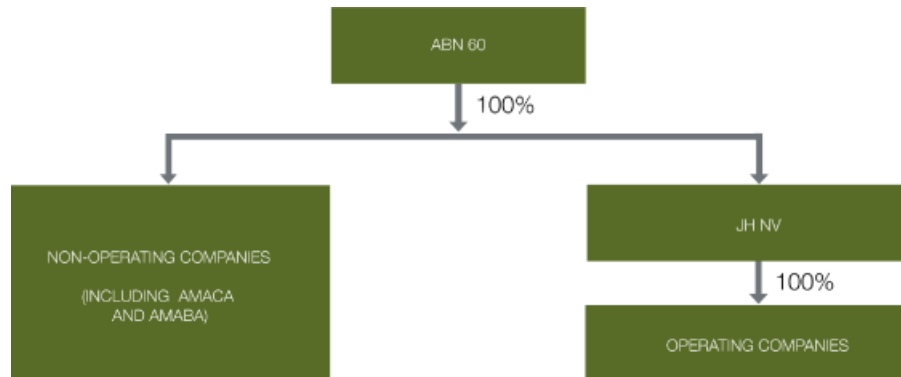 ABN 60
100%
NON-OPERATING COMPANIES
(INCLUDING AMACA
AND AMABA)
JH NV
100%
OPERATING COMPANIES